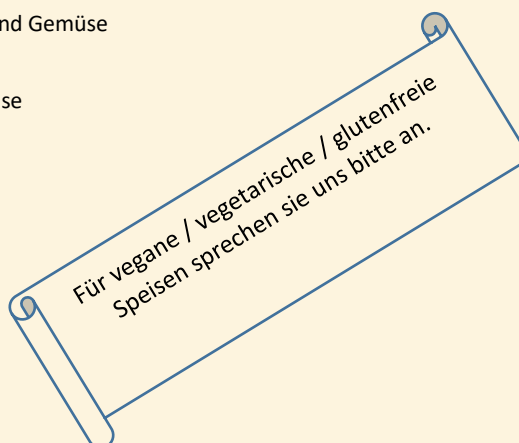 nd Gemüse
se
Für vegane / vegetarische / glutenfreie
Speisen sprechen sie uns bitte an.